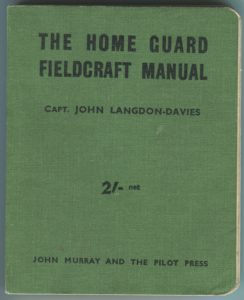 THE HOME GUARD
FIELDCRAFT MANUAL
CAPT. JOHN LANGDON-DAVIES
2/- net
JOHN MURRAY AND THE PILOT PRESS